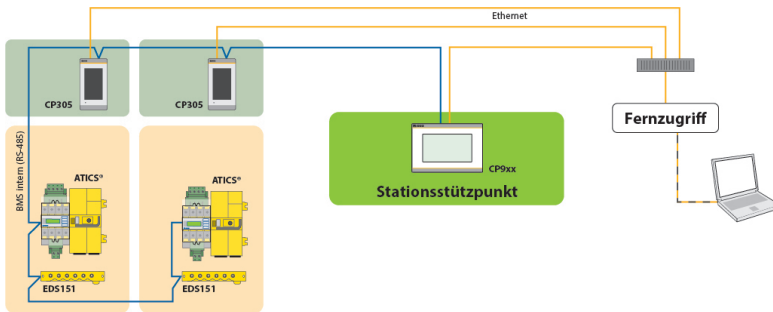 Ethernet
CP305
CP305
CP9xx
Stationsstützpunkt
Fernzugriff
BMS intern (RS-485)
ATICS®
ATICS®
EDS151
EDS151